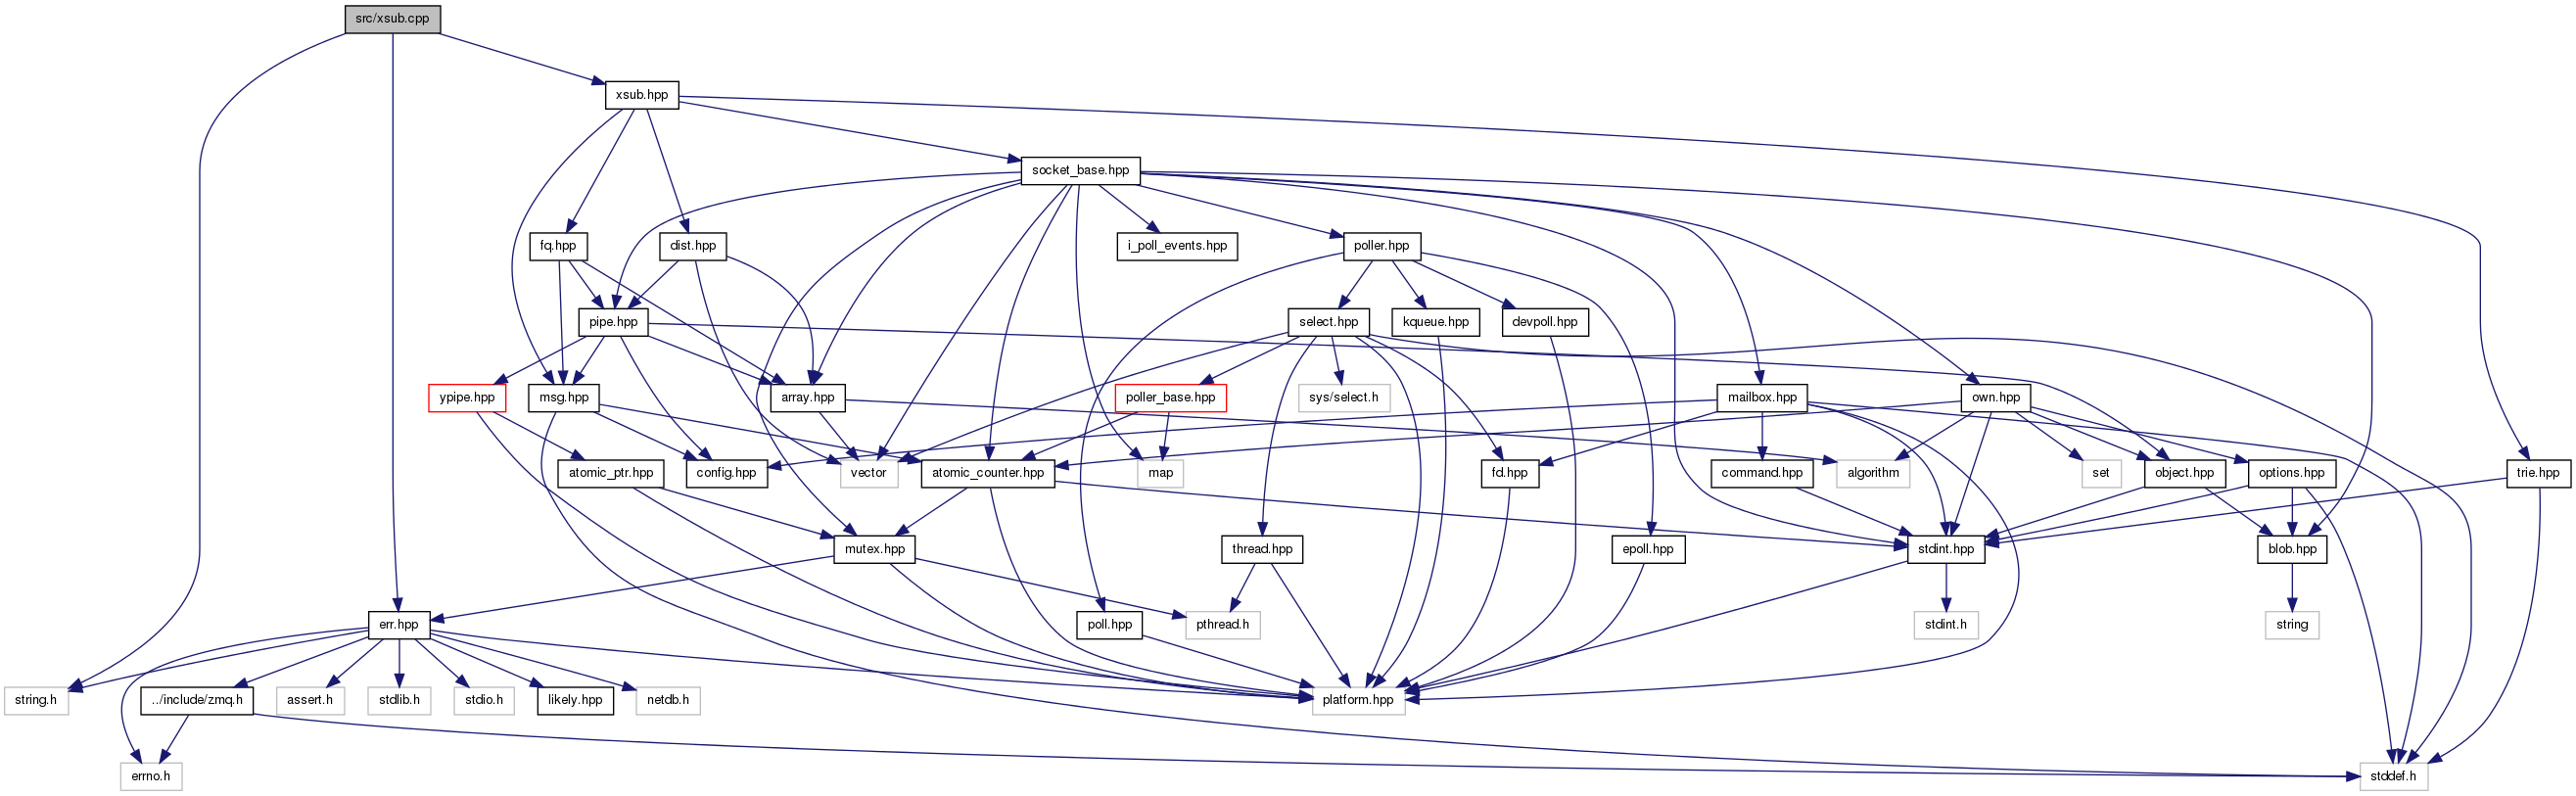 src/xsub.cpp
xsub.hpp
socket_base.hpp
fq.hpp
dist.hpp
i_poll_events.hpp
poller.hpp
pipe.hpp
select.hpp
kqueue.hpp
devpoll.hpp
ypipe.hpp
msg.hpp
array.hpp
poller_base.hpp
sys/select.h
mailbox.hpp
own.hpp
atomic_ptr.hpp
config.hpp
vector
atomic_counter.hpp
map
fd.hpp
command.hpp
algorithm
set
object.hpp
options.hpp
trie.hpp
mutex.hpp
thread.hpp
epoll.hpp
stdint.hpp
blob.hpp
err.hpp
poll.hpp
pthread.h
stdint.h
string
string.h
../include/zmq.h
assert.h
stdlib.h
stdio.h
likely.hpp
netdb.h
platform.hpp
errno.h
stddef.h